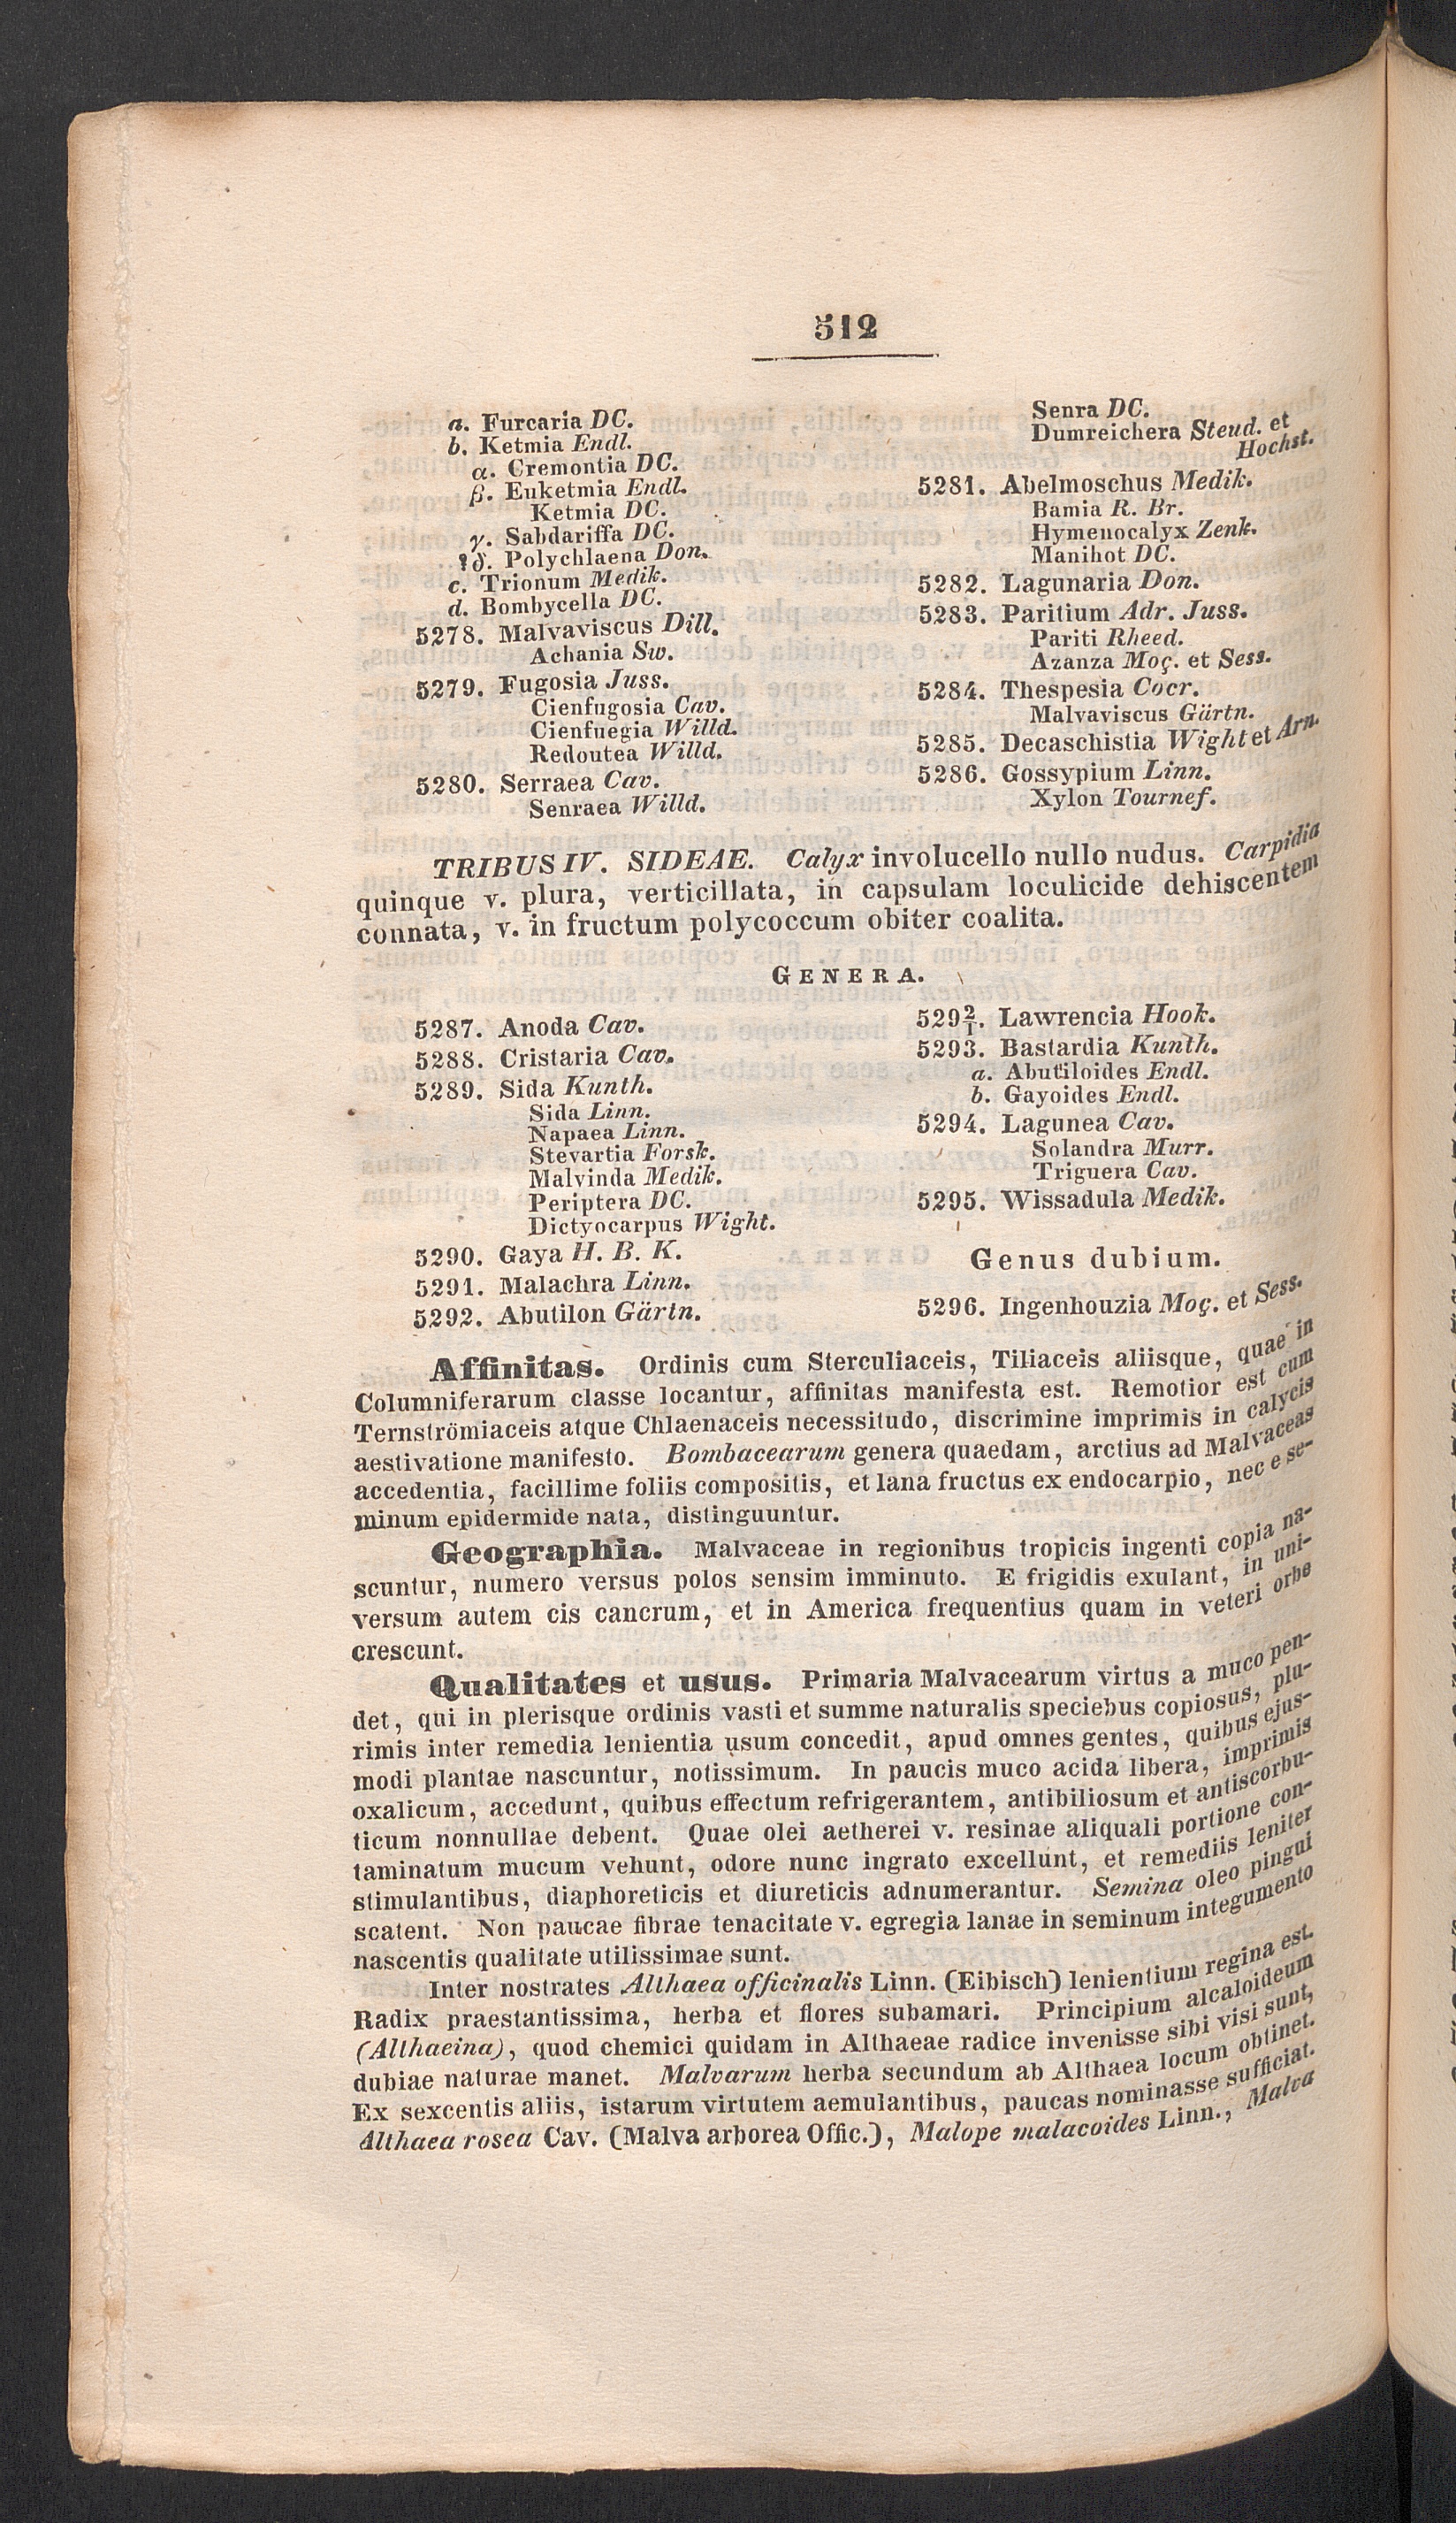 512
a. Furcaria DC.
b. Ketmia Endl.
α. Cremontia DC.
β. Euketmia Endl.
Ketmia DC.
γ. Sabdariffa DC.
?δ. Polychlaena Don.
c. Trionum Medik.
d. Bombycella DC.
5278. Malvaviscus Dill.
Achania Sw.
5279. Fugosia Juss.
Cienfugosia Cav.
Cienfuegia Willd.
Redoutea Willd.
5280. Serraea Cav.
Senraea Willd.
Senra DC.
Dumreichera Steud. et
Hochst.
5281. Abelmoschus Medik.
Bamia R. Br.
Hymenocalyx Zenk.
Manihot DC.
5282. Lagunaria Don.
5283. Paritium Adr. Juss.
Pariti Rheed.
Azanza Moç. et Sess.
5284. Thespesia Cocr.
Malvaviscus Gärtn.
5285. Decaschistia Wight et Arn.
5286. Gossypium Linn.
Xylon Tournef.
TRIBUS IV. SIDEAE. Calyx involucello nullo nudus. Carpidia
quinque v. plura, verticillata, in capsulam loculicide dehiscentem
connata, v. in fructum polycoccum obiter coalita.
GENERA.
5287. Anoda Cav.
5288. Cristaria Cav.
5289. Sida Kunth.
Sida Linn.
Napaea Linn.
Stevartia Forsk.
Malvinda Medik.
Periptera DC.
Dictyocarpus Wight.
5290. Gaya H. B. K.
5291. Malachra Linn.
5292. Abutilon Gärtn.
5292/1. Lawrencia Hook.
5293. Bastardia Kunth.
a. Abutiloides Endl.
b. Gayoides Endl.
5294. Lagunea Cav.
Solandra Murr.
Triguera Cav.
5295. Wissadula Medik.
Genus dubium.
5296. Ingenhouzia Moç. et Sess.
Affinitas. Ordinis cum Sterculiaceis, Tiliaceis aliisque, quae in
Columniferarum classe locantur, affinitas manifesta est. Remotior est cum
Ternströmiaceis atque Chlaenaceis necessitudo, discrimine imprimis in calycis
aestivatione manifesto. Bombacearum genera quaedam, arctius ad Malvaceas
accedentia, facillime foliis compositis, et lana fructus ex endocarpio, nec e se-
minum epidermide nata, distinguuntur.
Geographia. Malvaceae in regionibus tropicis ingenti copia na-
scuntur, numero versus polos sensim imminuto. E frigidis exulant, in uni-
versum autem cis cancrum, et in America frequentius quam in veteri orbe
crescunt.
Qualitates et usus. Primaria Malvacearum virtus a muco pen-
det, qui in plerisque ordinis vasti et summe naturalis speciebus copiosus, plu-
rimis inter remedia lenientia usum concedit, apud omnes gentes, quibus ejus-
modi plantae nascuntur, notissimum. In paucis muco acida libera, imprimis
oxalicum, accedunt, quibus effectum refrigerantem, antibiliosum et antiscorbu-
ticum nonnullae debent. Quae olei aetherei v. resinae aliquali portione con-
taminatum mucum vehunt, odore nunc ingrato excellunt, et remediis leniter
stimulantibus, diaphoreticis et diureticis adnumerantur. Semina oleo pingui
scatent. Non paucae fibrae tenacitate v. egregia lanae in seminum integumento
nascentis qualitate utilissimae sunt.
Inter nostrates Althaea officinalis Linn. (Eibisch) lenientium regina est.
Radix praestantissima, herba et flores subamari. Principium alcaloideum
(Althaeina), quod chemici quidam in Althaeae radice invenisse sibi visi sunt,
dubiae naturae manet. Malvarum herba secundum ab Althaea locum obtinet.
Ex sexcentis aliis, istarum virtutem aemulantibus, paucas nominasse sufficiat.
Althaea rosea Cav. (Malva arborea Offic.), Malope malacoides Linn., Malva